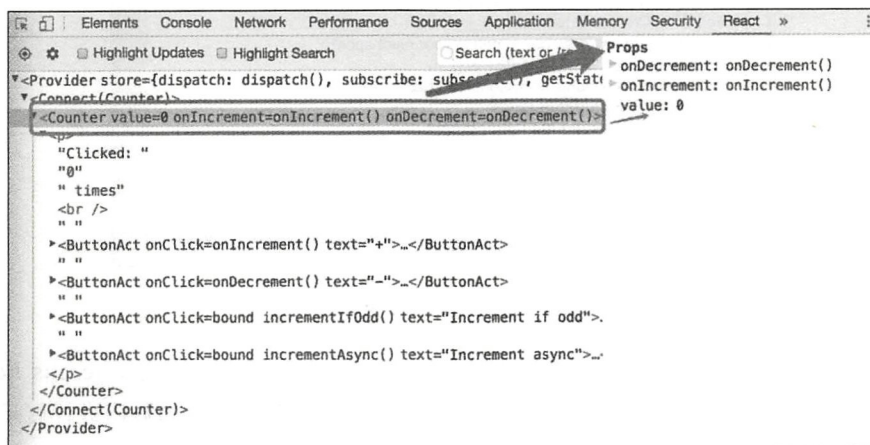 Elements Console Network Performance Sources Application Memory Security React »
Highlight Updates Highlight Search Search (text or
<Provider store={dispatch: dispatch(), subscribe: getStat
<Connect(Counter)>
<Counter value=0 onIncrement=onIncrement() onDecrement=onDecrement()>
<p>
"Clicked: "
"0"
" times"
<br />
" "
<ButtonAct onClick=onIncrement() text="+">…</ButtonAct>
" "
<ButtonAct onClick=onDecrement() text="-">…</ButtonAct>
" "
<ButtonAct onClick=bound incrementIfOdd() text="Increment if odd">.
" "
<ButtonAct onClick=bound incrementAsync() text="Increment async">…
</p>
</Counter>
</Connect(Counter)>
</Provider>
Props
onDecrement: onDecrement()
onIncrement: onIncrement()
value: 0